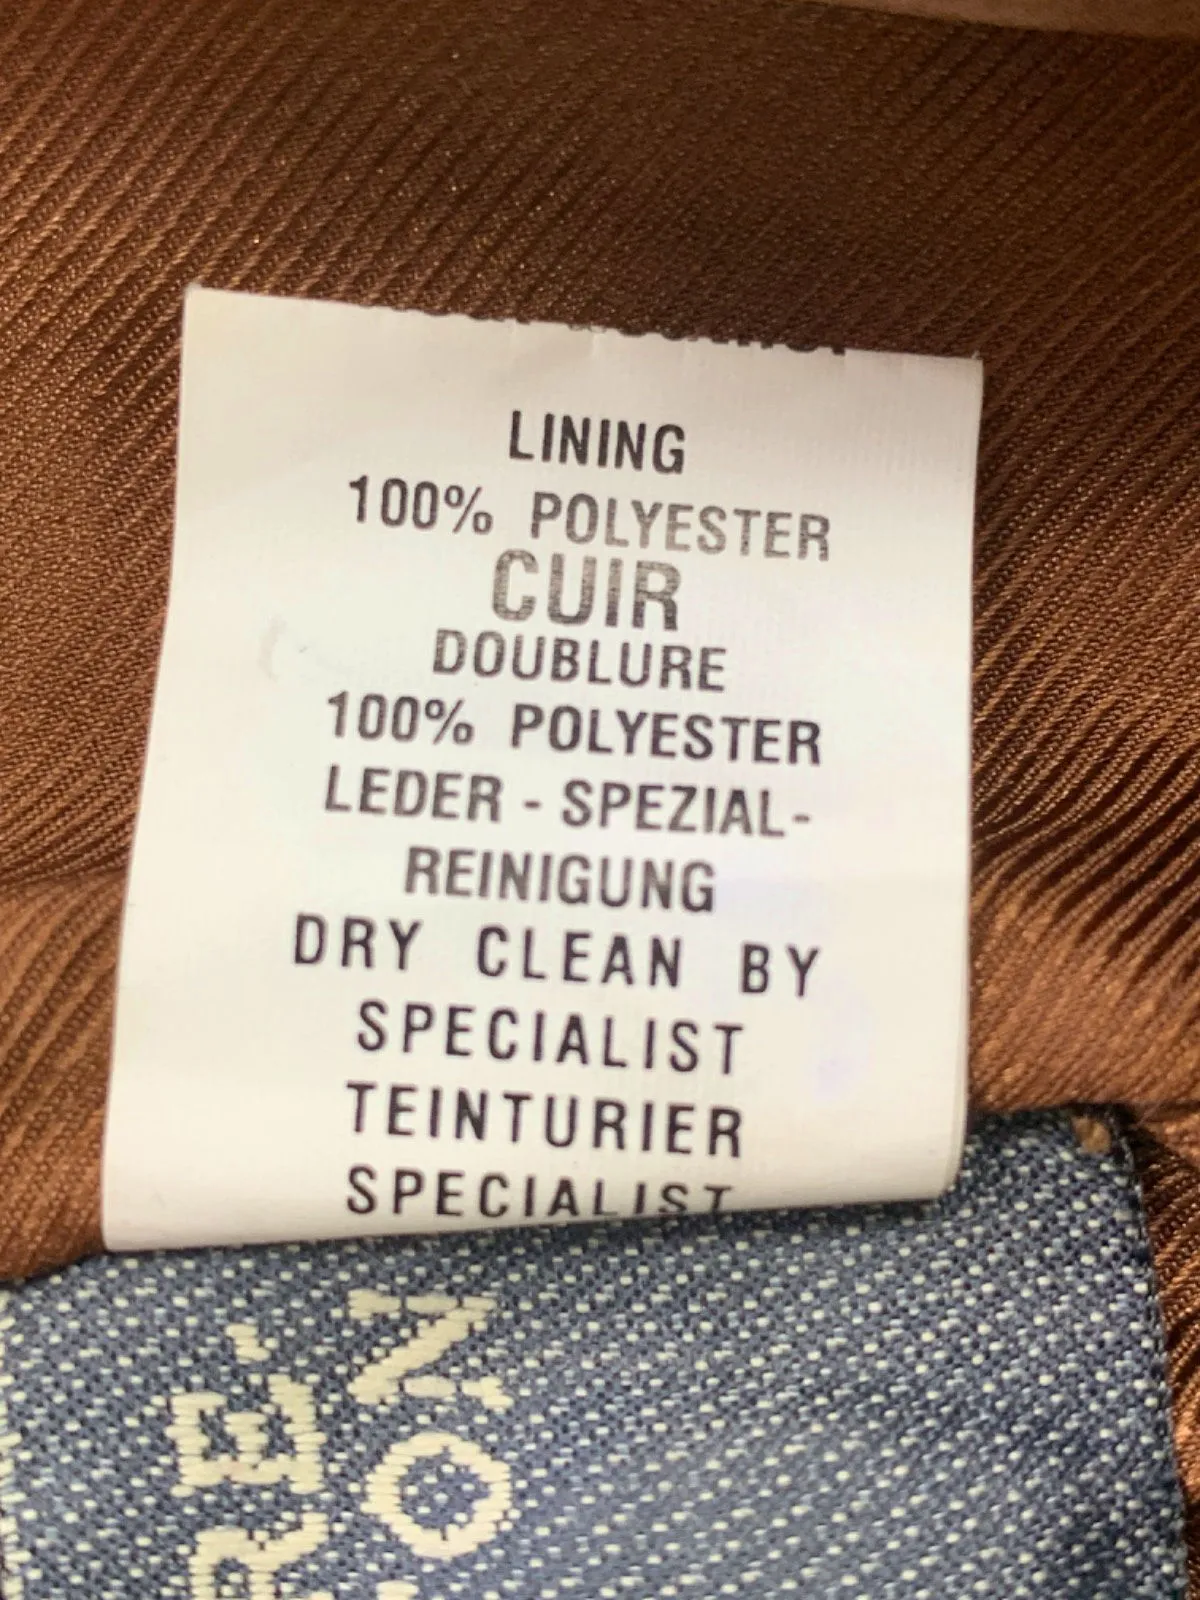 LINING
100% POLYESTER
CUIR
DOUBLURE
100% POLYESTER
LEDER - SPEZIAL-
REINIGUNG
DRY CLEAN BY
SPECIALIST
TEINTURIER
SPECIALIST